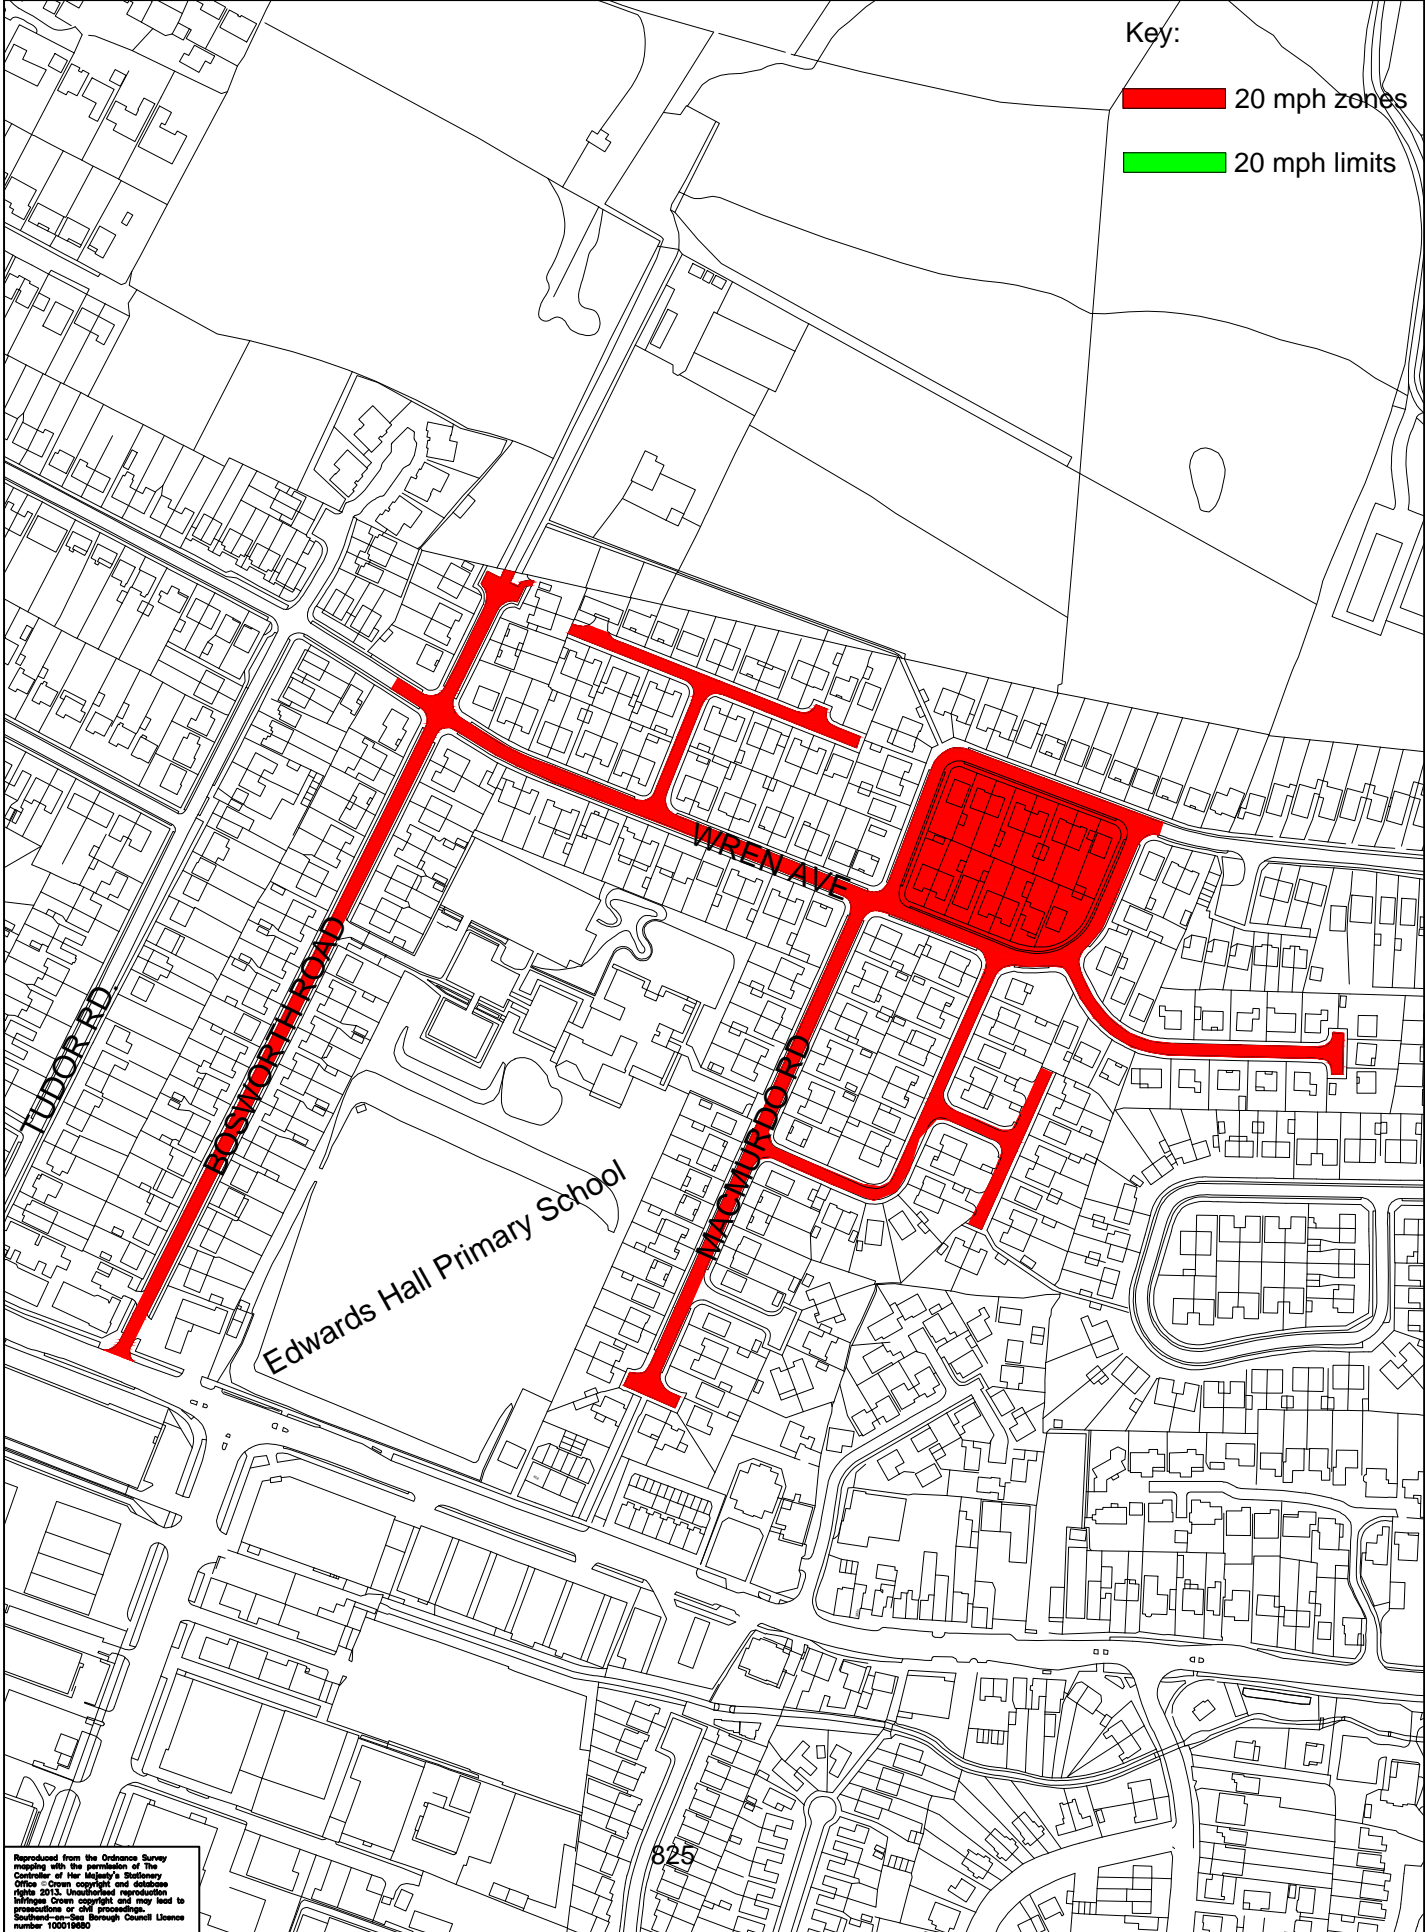 Key:
20 mph zones
20 mph limits
WREN AVE
BOSWORTH ROAD
TUDOR RD.
MACMURDO RD
Edwards Hall Primary School
825
Reproduced from the Ordnance Survey
mapping with the permission of The
Controller of Her Majesty's Stationery
Office © Crown copyright and database
rights 2013. Unauthorised reproduction
infringes Crown copyright and may lead to
prosecutions or civil proceedings.
Southend-on-Sea Borough Council Licence
number 100019680